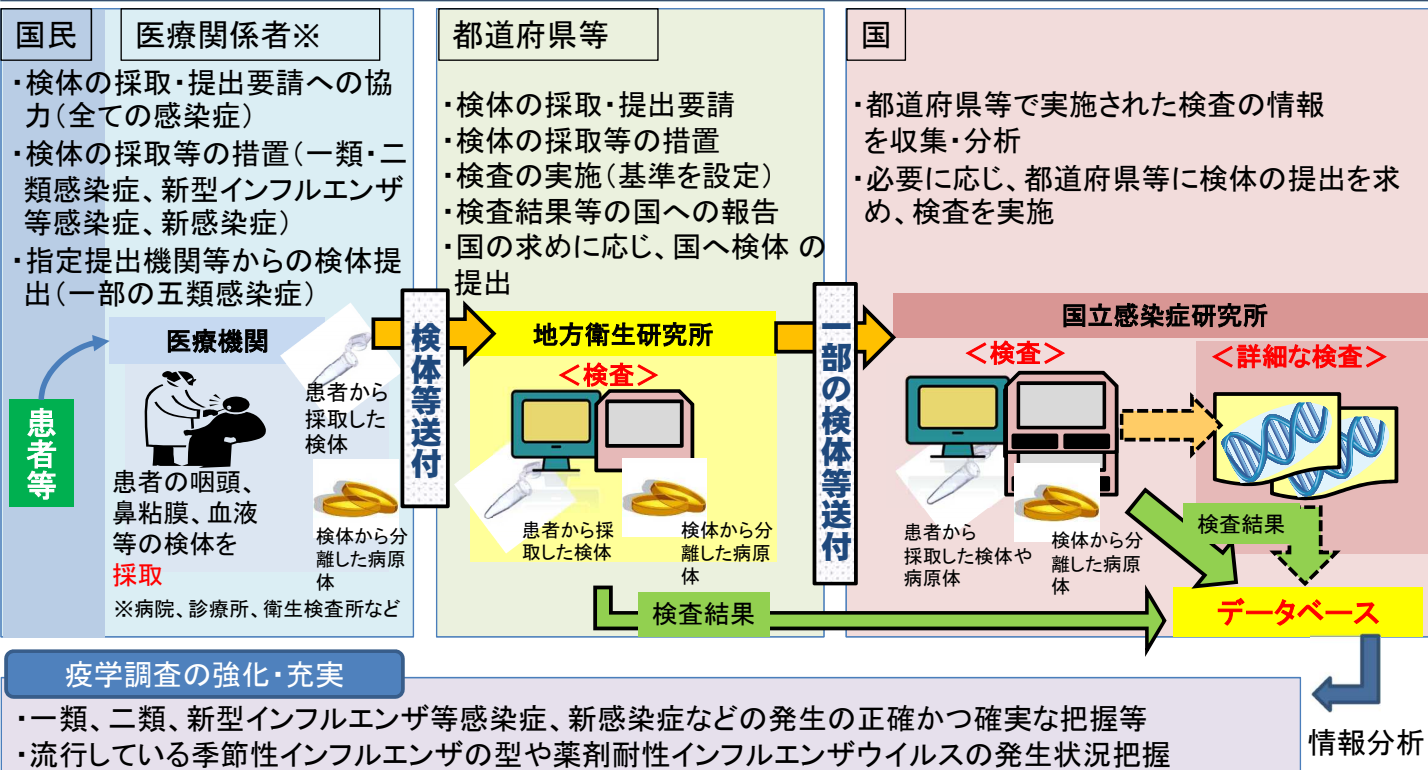 国民
医療関係者※
・検体の採取・提出要請への協
力(全ての感染症)
・検体の採取等の措置(一類・二
類感染症、新型インフルエンザ
等感染症、新感染症)
・指定提出機関等からの検体提
出(一部の五類感染症)
医療機関
患者等
患者から
採取した
検体
患者の咽頭、
鼻粘膜、血液
等の検体を
採取
検体から分
離した病原
体
※病院、診療所、衛生検査所など
検体等送付
都道府県等
・検体の採取・提出要請
・検体の採取等の措置
・検査の実施(基準を設定)
・検査結果等の国への報告
・国の求めに応じ、国へ検体 の
提出
地方衛生研究所
<検査>
患者から採
取した検体
検体から分
離した病原
体
検査結果
一部の検体等送付
国
・都道府県等で実施された検査の情報
を収集・分析
・必要に応じ、都道府県等に検体の提出を求
め、検査を実施
国立感染症研究所
<検査>
<詳細な検査>
患者から
採取した検体や
病原体
検体から分
離した病原
体
検査結果
データベース
情報分析
疫学調査の強化・充実
・一類、二類、新型インフルエンザ等感染症、新感染症などの発生の正確かつ確実な把握等
・流行している季節性インフルエンザの型や薬剤耐性インフルエンザウイルスの発生状況把握